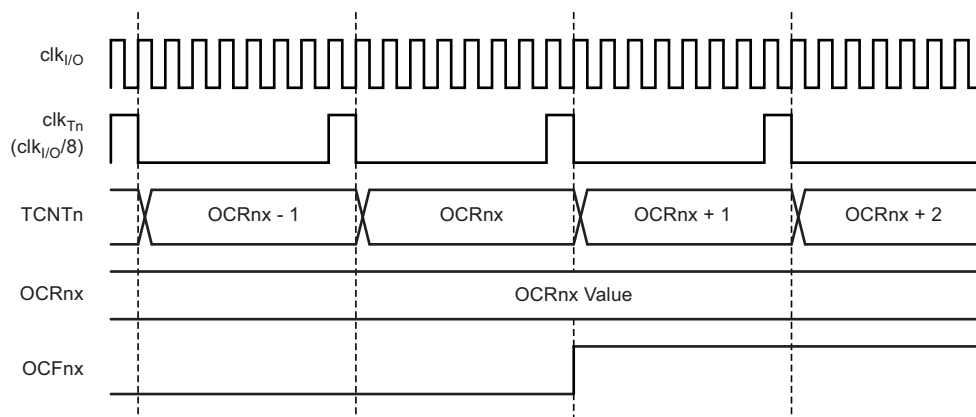 clkI/O
clkTn
(clkI/O/8)
TCNTn
OCRnx - 1
OCRnx
OCRnx + 1
OCRnx + 2
OCRnx
OCRnx Value
OCFnx